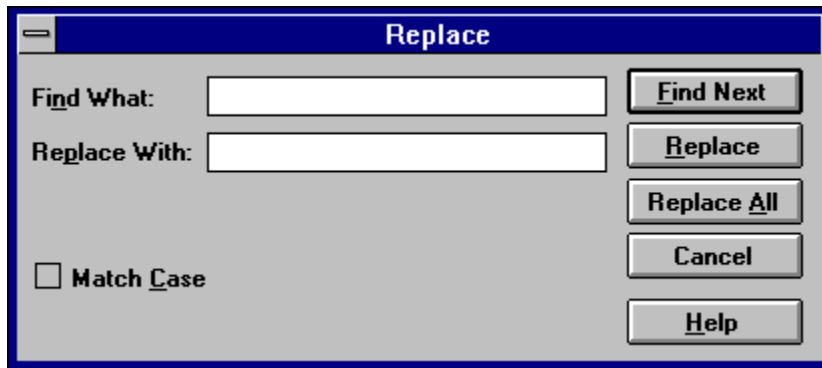 Replace
Find What:
Find Next
Replace With:
Replace
Replace All
Cancel
Match Case
Help